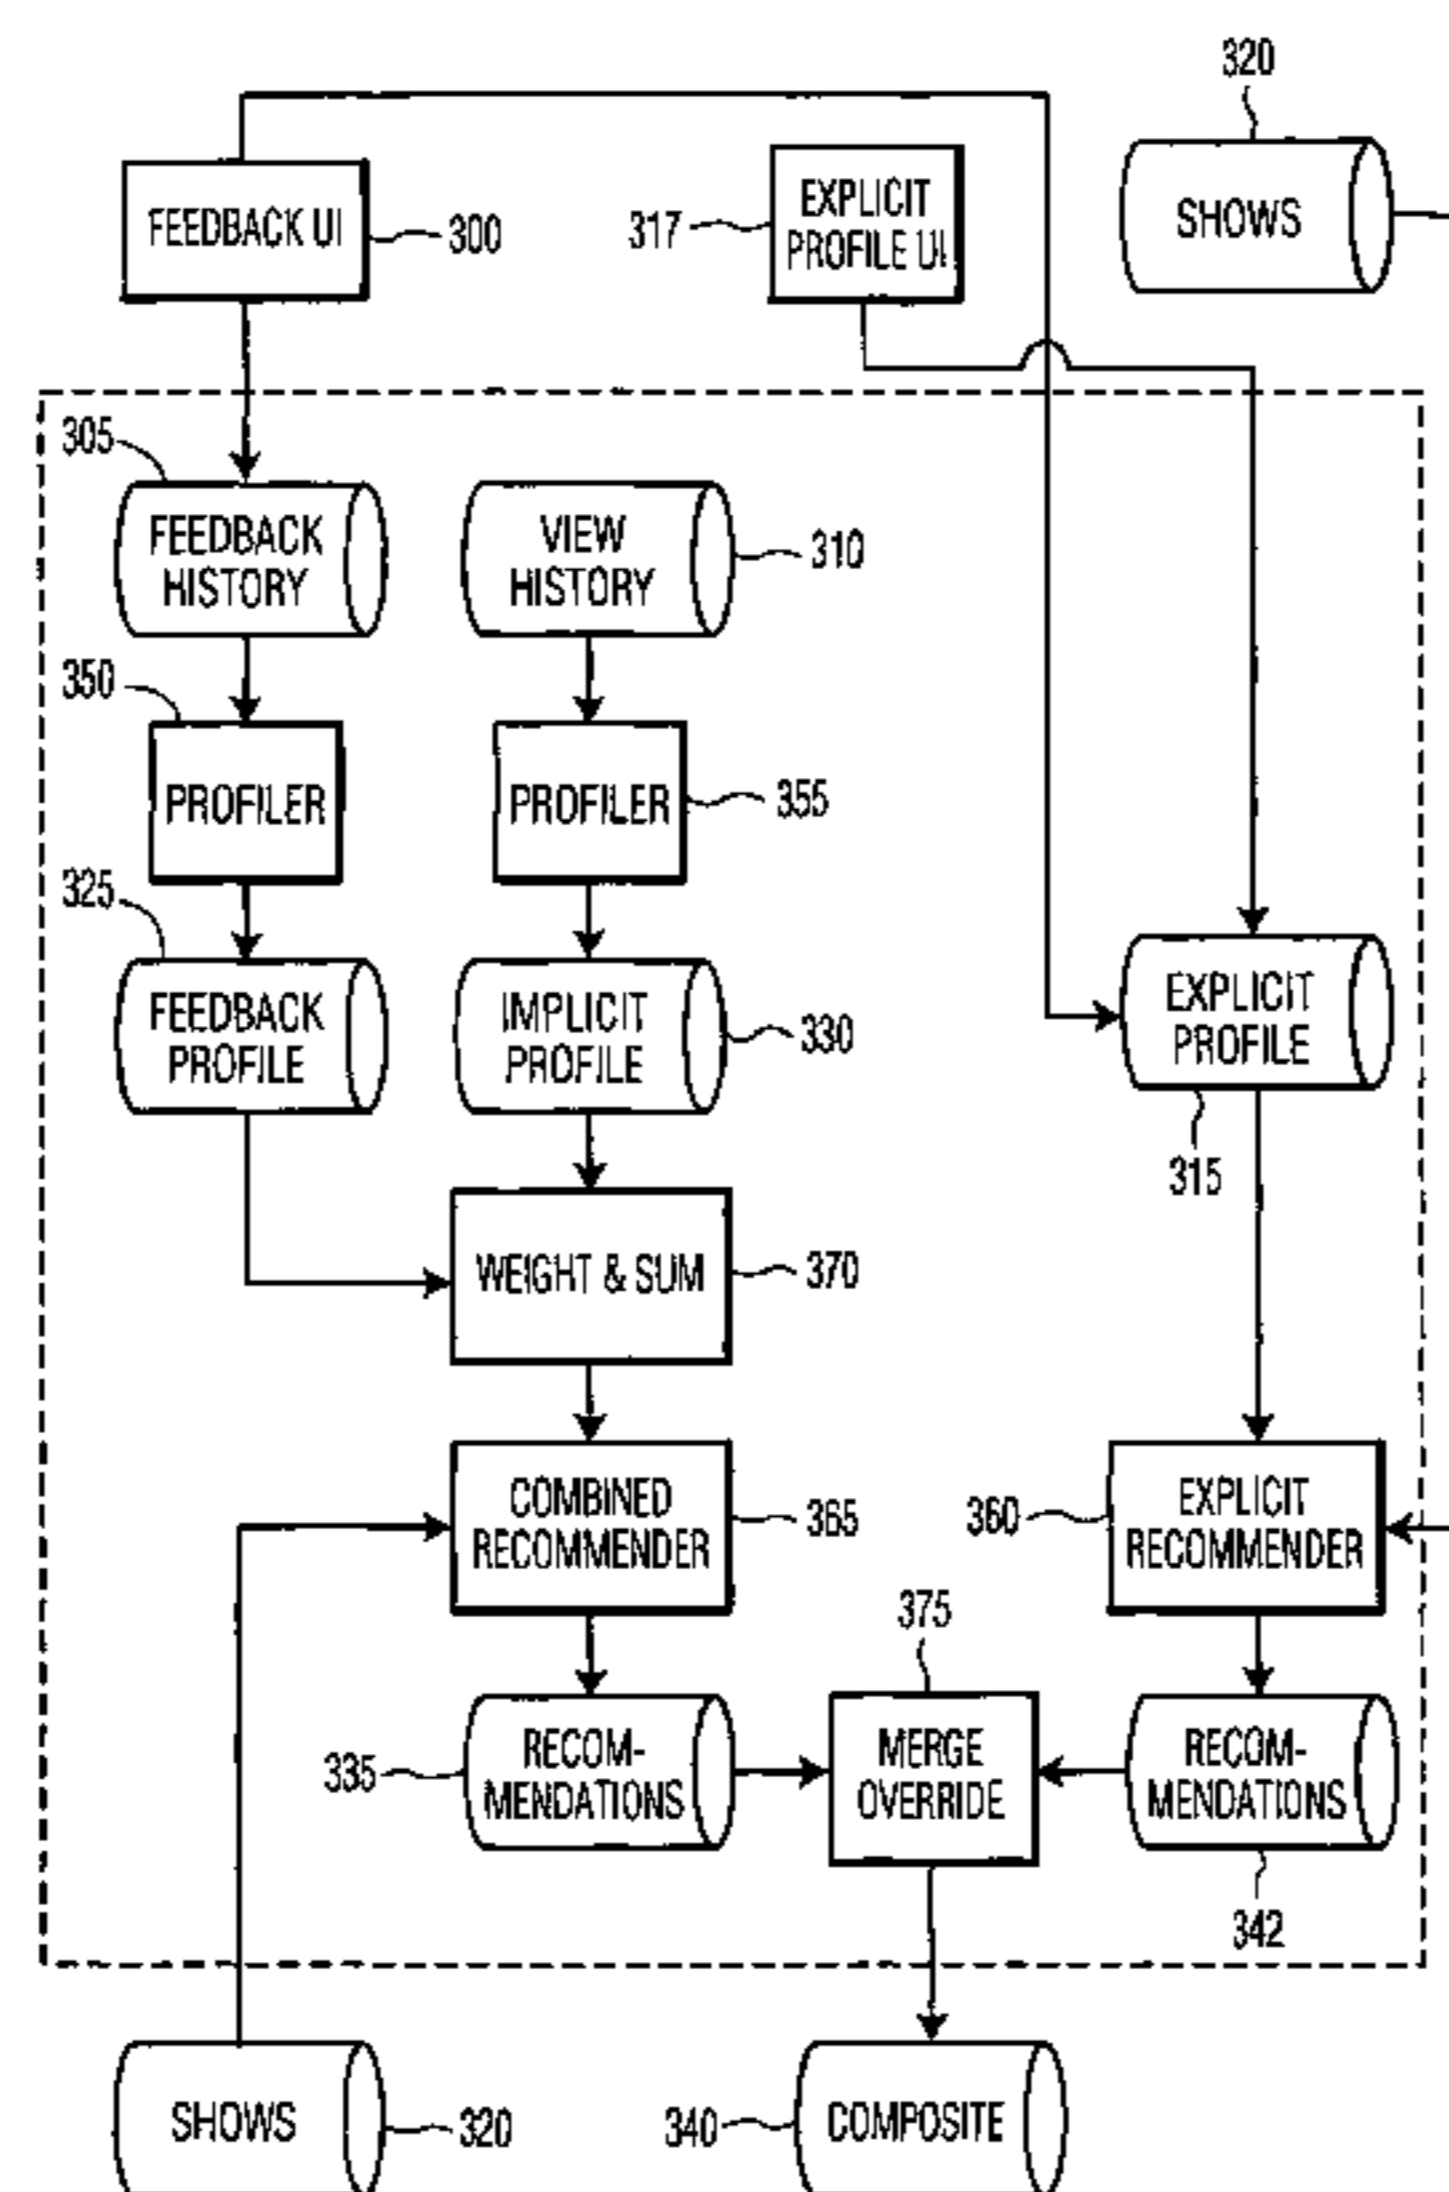 320
FEEDBACK UI
300
317
EXPLICIT
PROFILE UI
SHOWS
305
FEEDBACK
HISTORY
VIEW
HISTORY
310
350
PROFILER
PROFILER
355
325
FEEDBACK
PROFILE
IMPLICIT
PROFILE
330
EXPLICIT
PROFILE
315
WEIGHT & SUM
370
COMBINED
RECOMMENDER
365
360
EXPLICIT
RECOMMENDER
375
335
RECOM-
MENDATIONS
MERGE
OVERRIDE
RECOM-
MENDATIONS
342
SHOWS
320
340
COMPOSITE